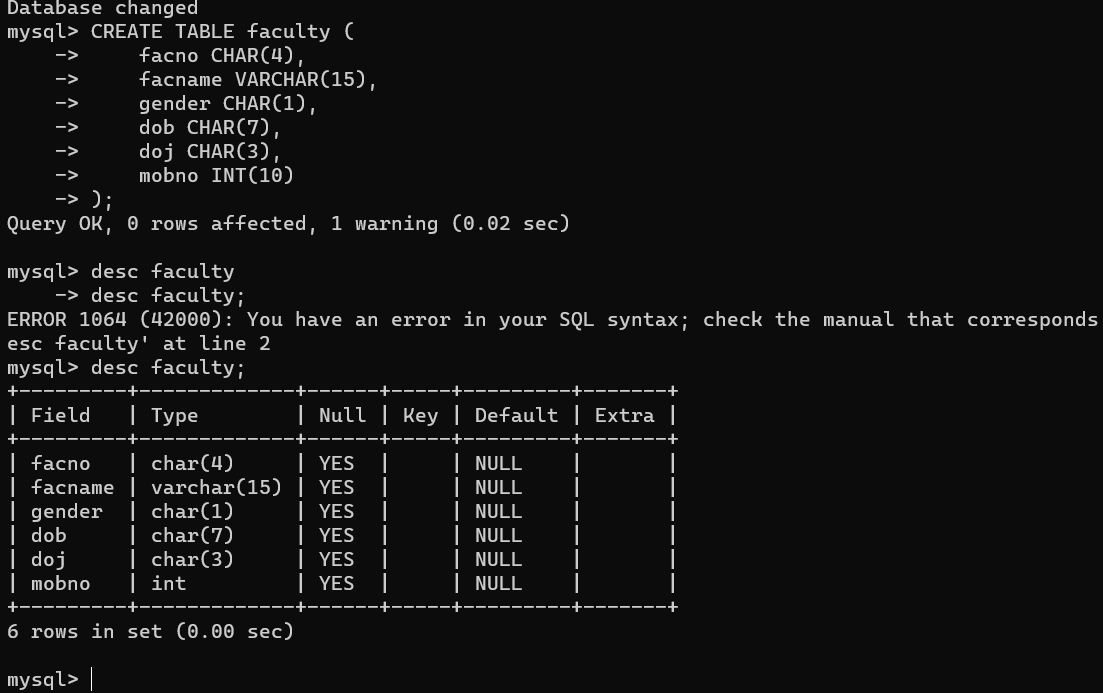 Database changed
mysql> CREATE TABLE faculty (
    ->     facno CHAR(4),
    ->     facname VARCHAR(15),
    ->     gender CHAR(1),
    ->     dob CHAR(7),
    ->     doj CHAR(3),
    ->     mobno INT(10)
    -> );
Query OK, 0 rows affected, 1 warning (0.02 sec)

mysql> desc faculty
    -> desc faculty;
ERROR 1064 (42000): You have an error in your SQL syntax; check the manual that corresponds
esc faculty' at line 2
mysql> desc faculty;
+---------+-------------+------+-----+---------+-------+
| Field   | Type        | Null | Key | Default | Extra |
+---------+-------------+------+-----+---------+-------+
| facno   | char(4)     | YES  |     | NULL    |       |
| facname | varchar(15) | YES  |     | NULL    |       |
| gender  | char(1)     | YES  |     | NULL    |       |
| dob     | char(7)     | YES  |     | NULL    |       |
| doj     | char(3)     | YES  |     | NULL    |       |
| mobno   | int         | YES  |     | NULL    |       |
+---------+-------------+------+-----+---------+-------+
6 rows in set (0.00 sec)

mysql>